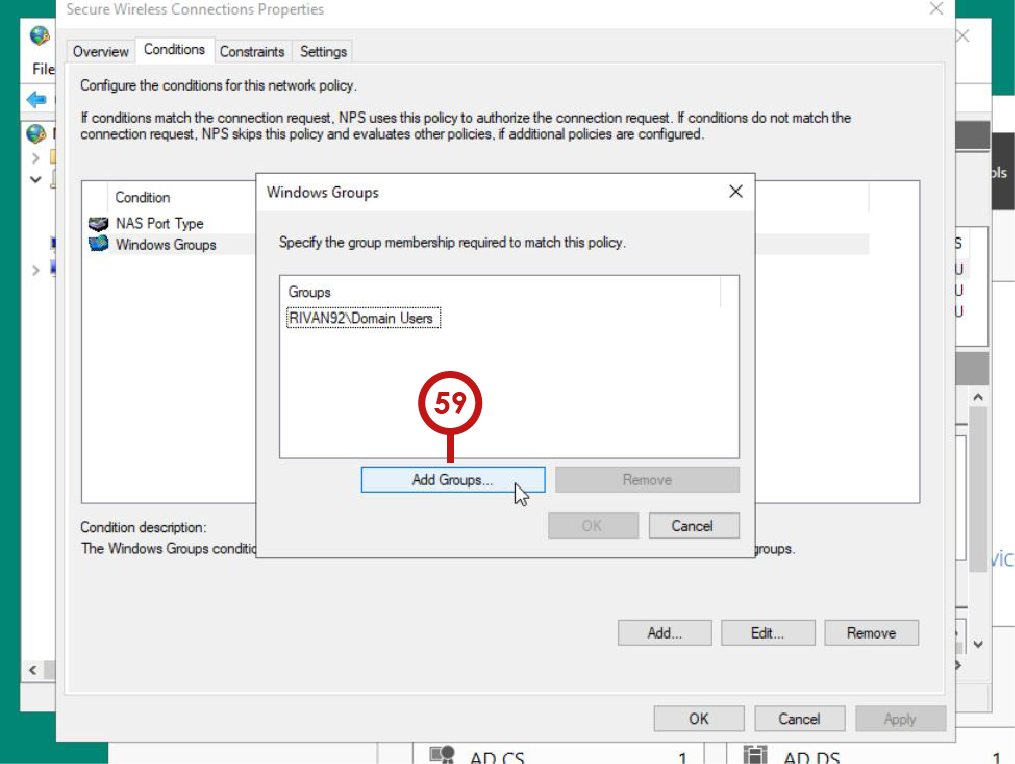 Secure Wireless Connections Properties
File
Overview Conditions Constraints Settings
Configure the conditions for this network policy.
If conditions match the connection request, NPS uses this policy to authorize the connection request. If conditions do not match the
connection request, NPS skips this policy and evaluates other policies, if additional policies are configured.
Condition
NAS Port Type
Windows Groups
Windows Groups
Specify the group membership required to match this policy.
Groups
RIVAN92\Domain Users
59
Add Groups... Remove
OK Cancel
Condition description:
The Windows Groups conditio
groups.
Add... Edit... Remove
OK Cancel Apply
AD CS 1
AD DS 1